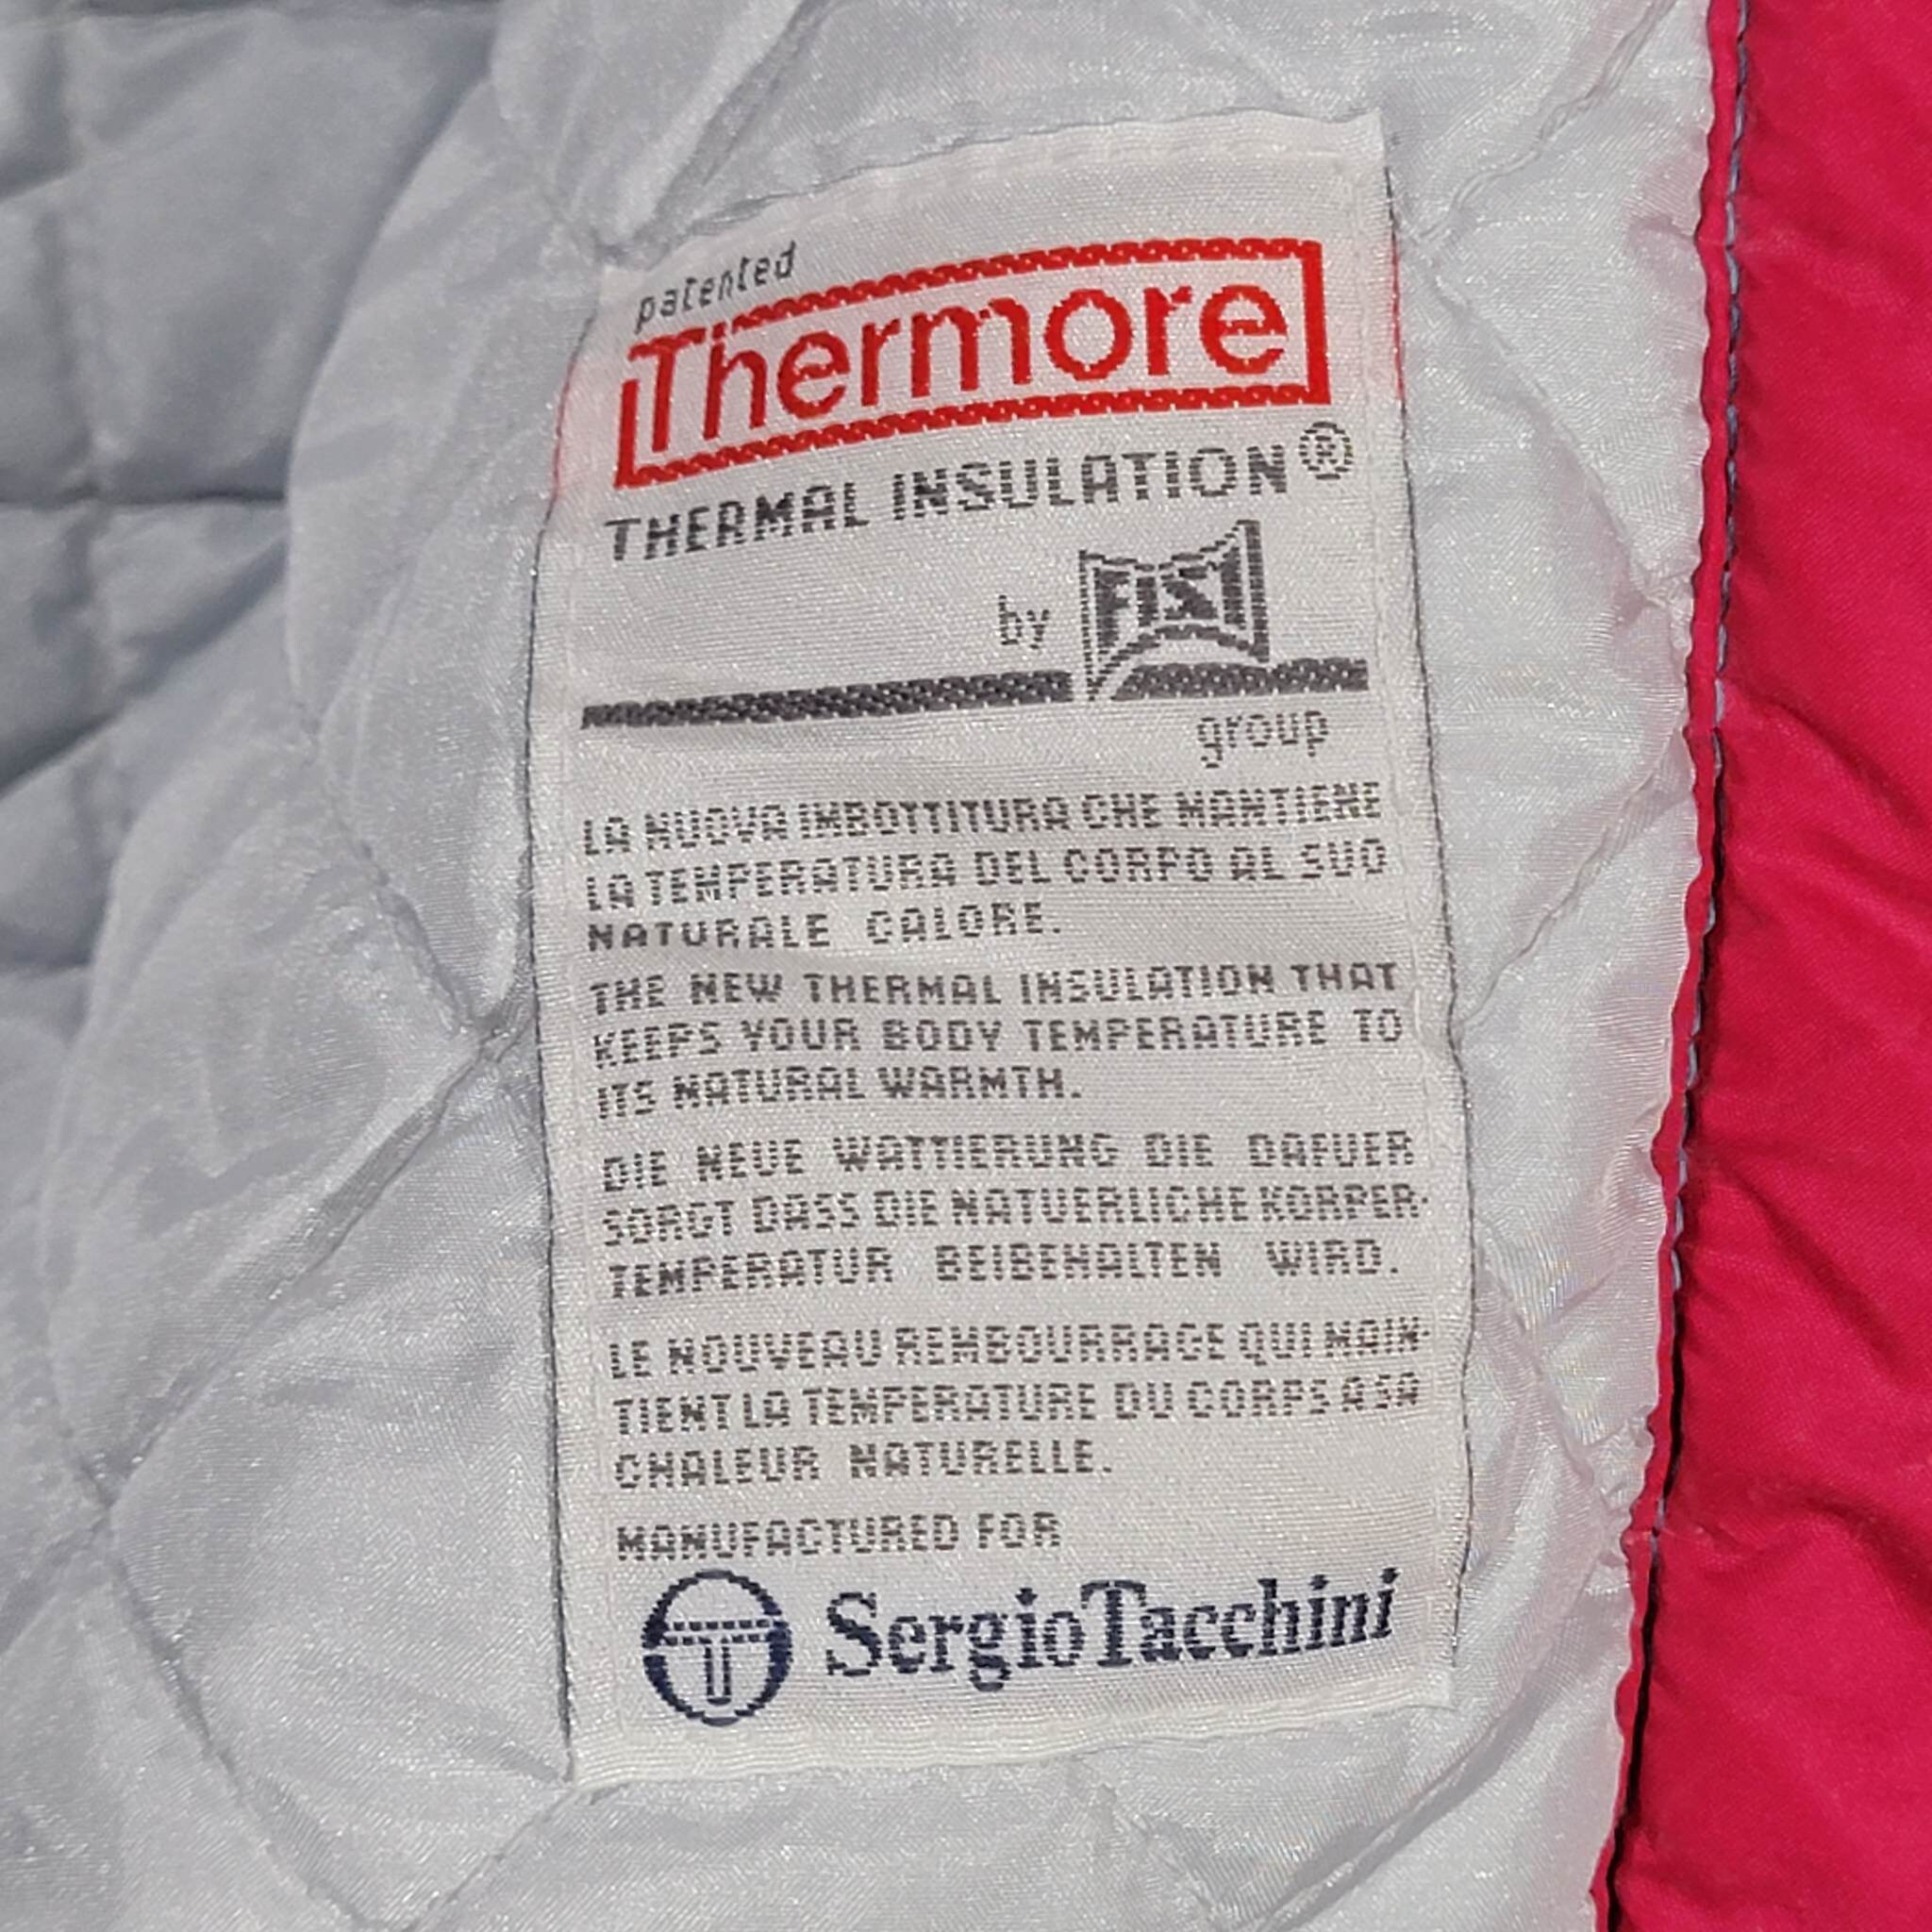 patented
Thermore
THERMAL INSULATION®
by FISI
group
LA NUOVA IMBOTTITURA CHE MANTIENE
LA TEMPERATURA DEL CORPO AL SUO
NATURALE CALORE.
THE NEW THERMAL INSULATION THAT
KEEPS YOUR BODY TEMPERATURE TO
ITS NATURAL WARMTH.
DIE NEUE WATTIERUNG DIE DAFUER
SORGT DASS DIE NATUERLICHE KORPER-
TEMPERATUR BEIBEHALTEN WIRD.
LE NOUVEAU REMBOURRAGE QUI MAIN-
TIENT LA TEMPERATURE DU CORPS A SA
CHALEUR NATURELLE.
MANUFACTURED FOR
Sergio Tacchini